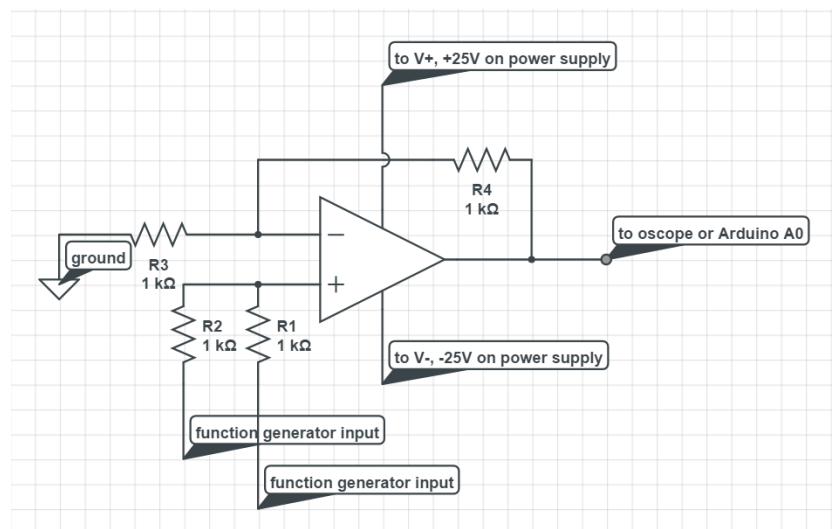 to V+, +25V on power supply
R4
1 kΩ
to oscope or Arduino A0
ground
R3
1 kΩ
R2
1 kΩ
R1
1 kΩ
−
+
to V-, -25V on power supply
function generator input
function generator input